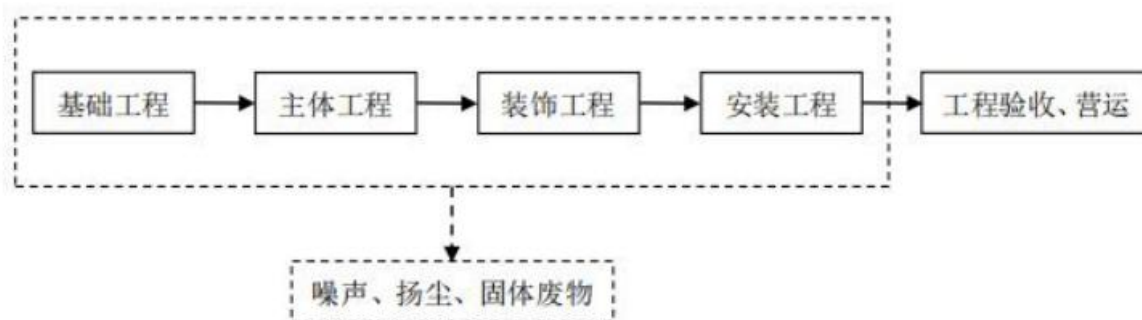 基础工程
主体工程
装饰工程
安装工程
工程验收、营运
噪声、扬尘、固体废物